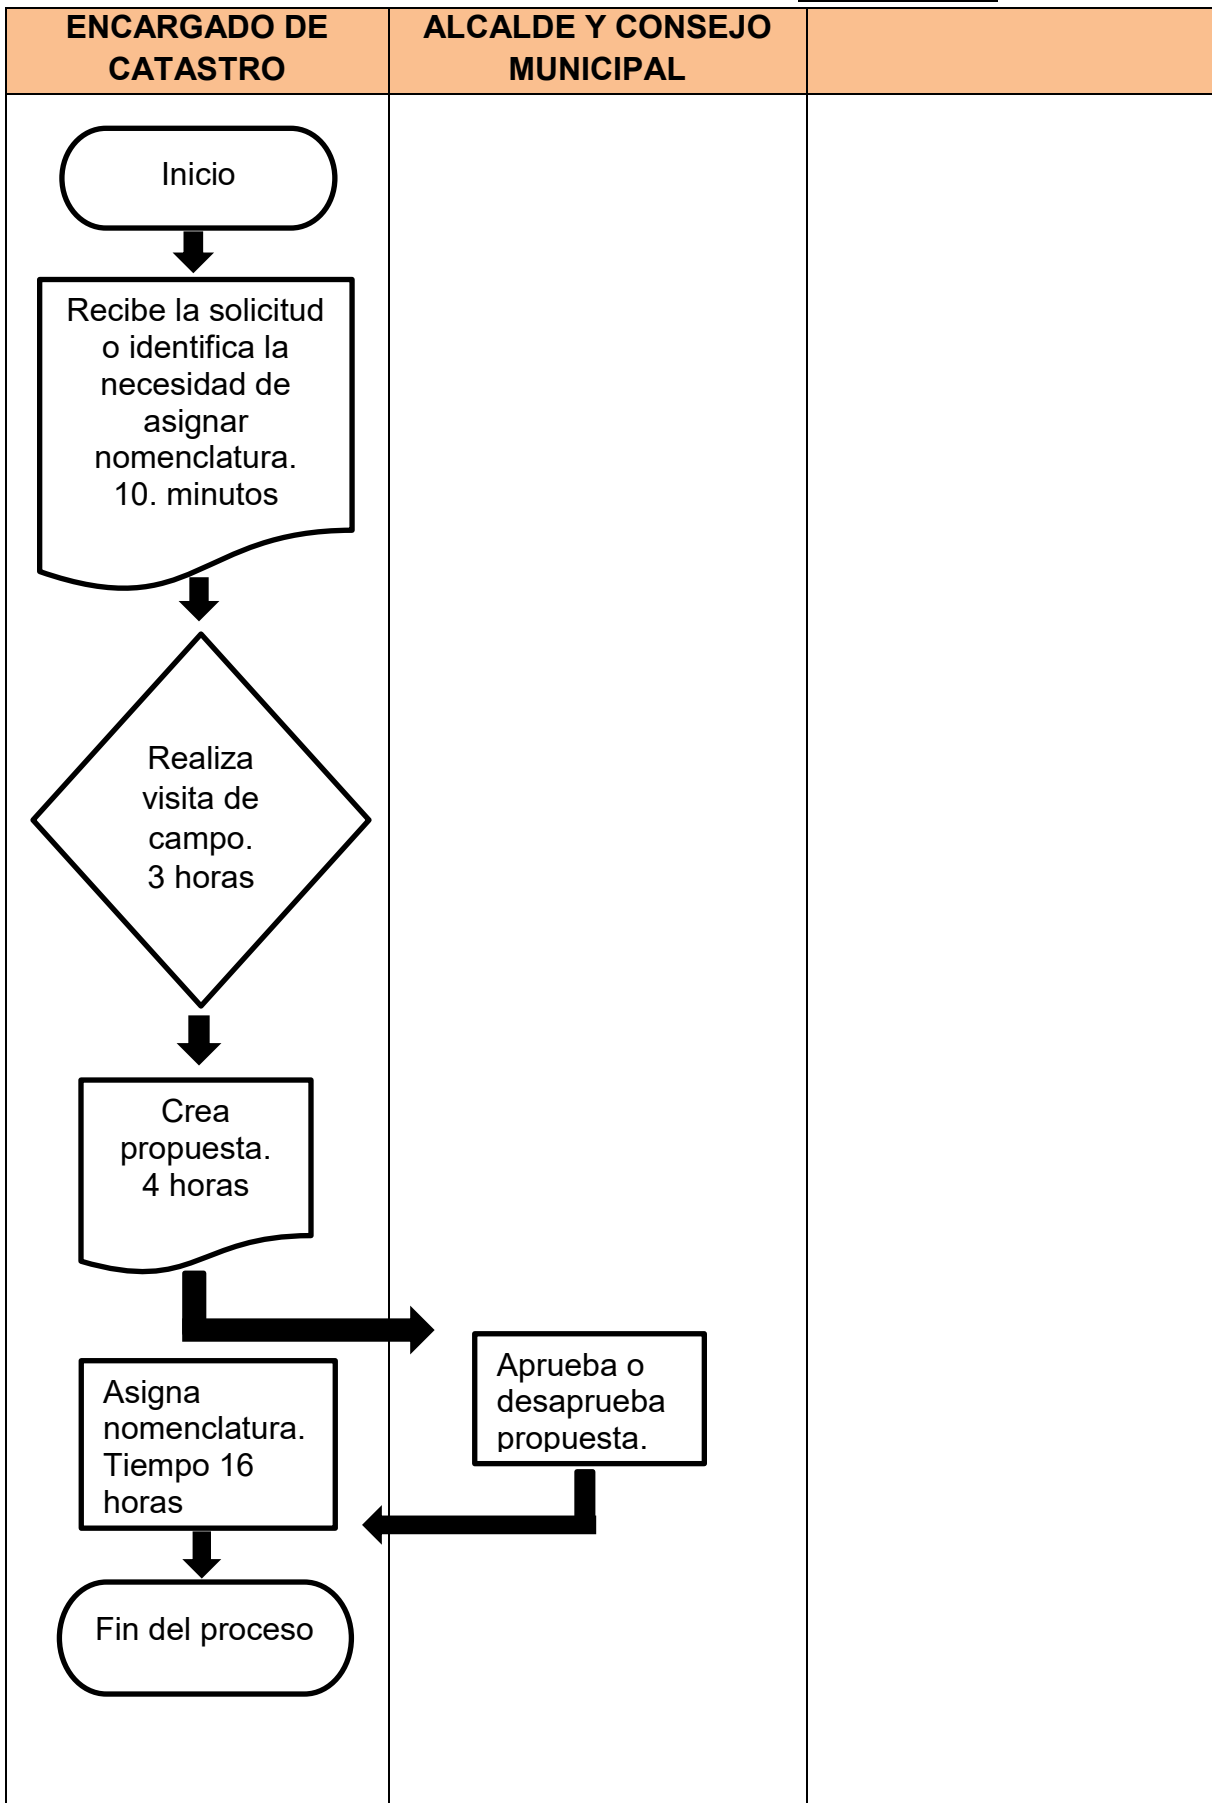 ENCARGADO DE
CATASTRO
ALCALDE Y CONSEJO
MUNICIPAL
Inicio
Recibe la solicitud
o identifica la
necesidad de
asignar
nomenclatura.
10. minutos
Realiza
visita de
campo.
3 horas
Crea
propuesta.
4 horas
Aprueba o
desaprueba
propuesta.
Asigna
nomenclatura.
Tiempo 16
horas
Fin del proceso